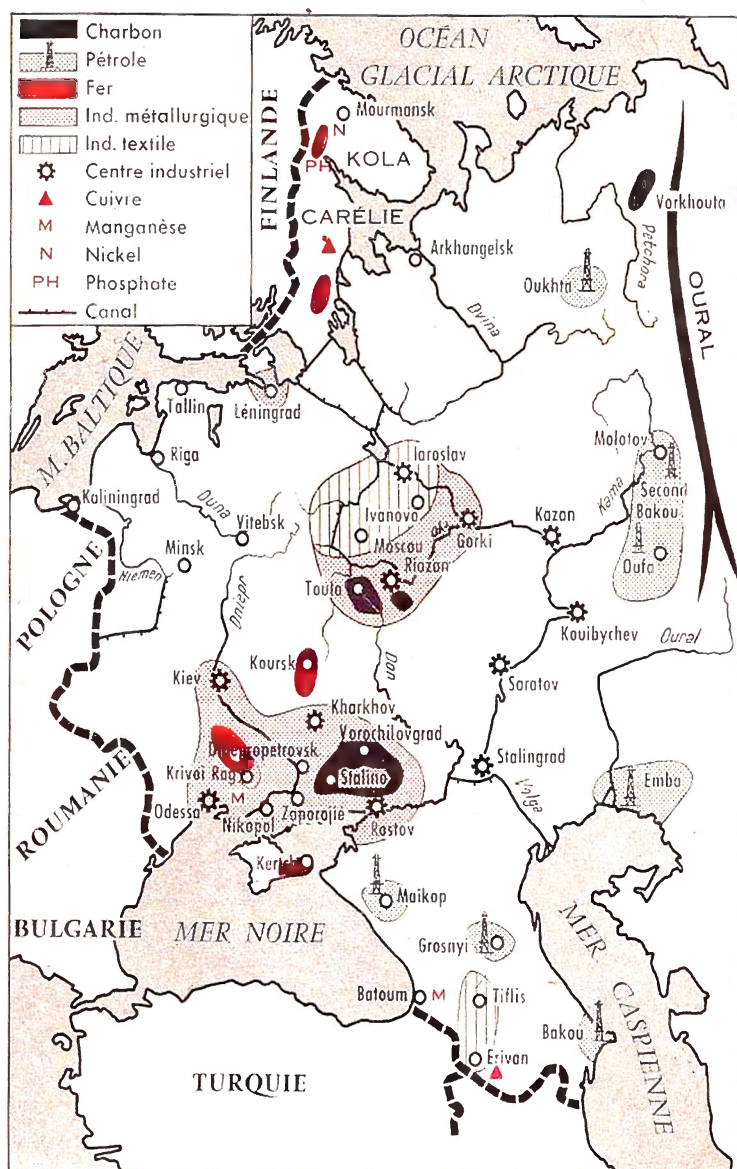 Charbon
Pétrole
Fer
Ind. métallurgique
Ind. textile
Centre industriel
Cuivre
M Manganèse
N Nickel
PH Phosphate
Canal
OCÉAN
GLACIAL ARCTIQUE
FINLANDE
Mourmansk
N
PH
KOLA
CARÉLIE
Arkhangelsk
Vorkhouta
Petchora
Oukhta
OURAL
Dvina
M. BALTIQUE
Tallin
Léningrad
Riga
Iaroslav
Molotov
Second
Bakou
Kama
Kaliningrad
Duna
Vitebsk
Ivanovo
Oka
Gorki
Kazan
Moscou
Minsk
Niemen
Riazan
Oufa
POLOGNE
Dniepr
Toula
Kouibychev
Oural
Don
Kiev
Koursk
Saratov
Kharkhov
Vorochilovgrad
Dniepropetrovsk
Stalingrad
Krivoi Rag
Stalino
Emba
ROUMANIE
Odessa
M
Nikopol
Zaporojié
Rostov
Volga
Kertch
Maikop
BULGARIE
MER NOIRE
Grosnyi
MER CASPIENNE
Batoum
M
Tiflis
Bakou
Erivan
TURQUIE